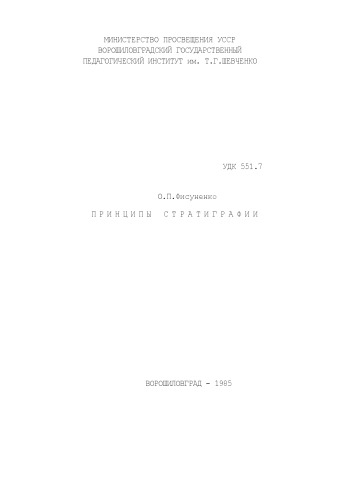 МИНИСТЕРСТВО ПРОСВЕЩЕНИЯ УССР
ВОРОШИЛОВГРАДСКИЙ ГОСУДАРСТВЕННЫЙ
ПЕДАГОГИЧЕСКИЙ ИНСТИТУТ им. Т.Г.ШЕВЧЕНКО
УДК 551.7
О.П.Фисуненко
П Р И Н Ц И П Ы С Т Р А Т И Г Р А Ф И И
ВОРОШИЛОВГРАД - 1985